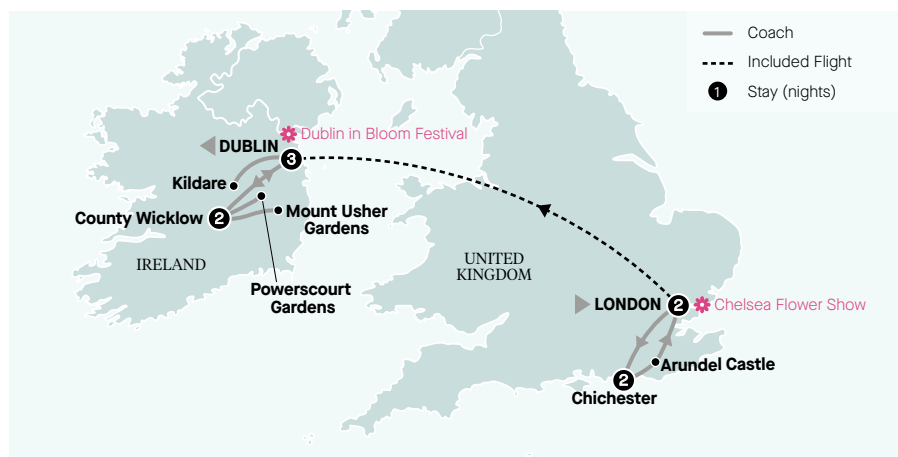 Coach
Included Flight
1
Stay (nights)
Dublin in Bloom Festival
DUBLIN
3
Kildare
County Wicklow
2
Mount Usher
Gardens
IRELAND
Powerscourt
Gardens
UNITED
KINGDOM
LONDON
2
Chelsea Flower Show
Arundel Castle
2
Chichester